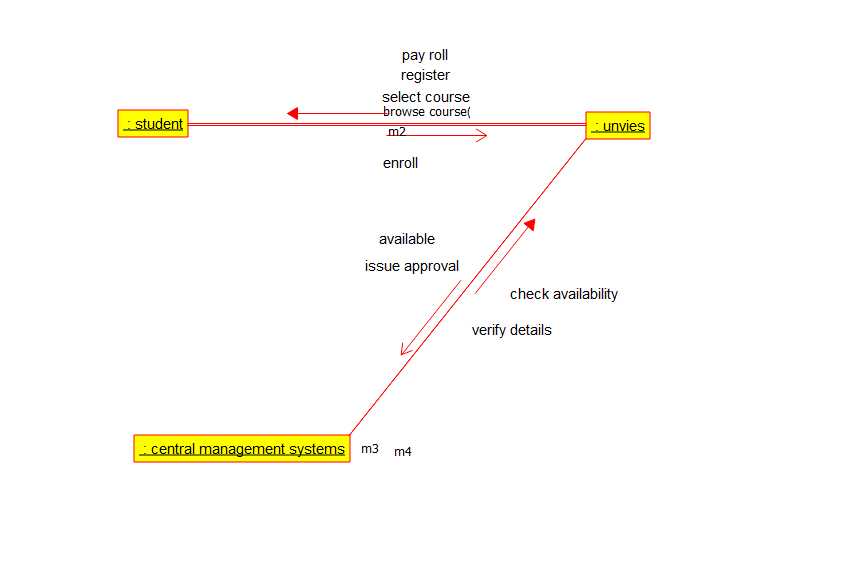 pay roll
register
select course
browse course(
: student
: unvies
m2
enroll
available
issue approval
check availability
verify details
: central management systems
m3
m4